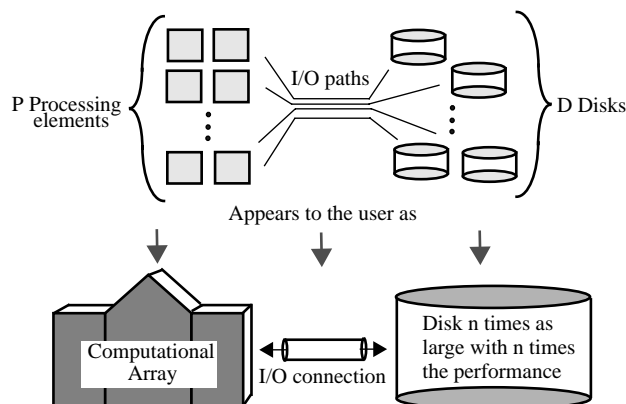 I/O paths
P Processing
elements
D Disks
Appears to the user as
Computational
Array
I/O connection
Disk n times as
large with n times
the performance